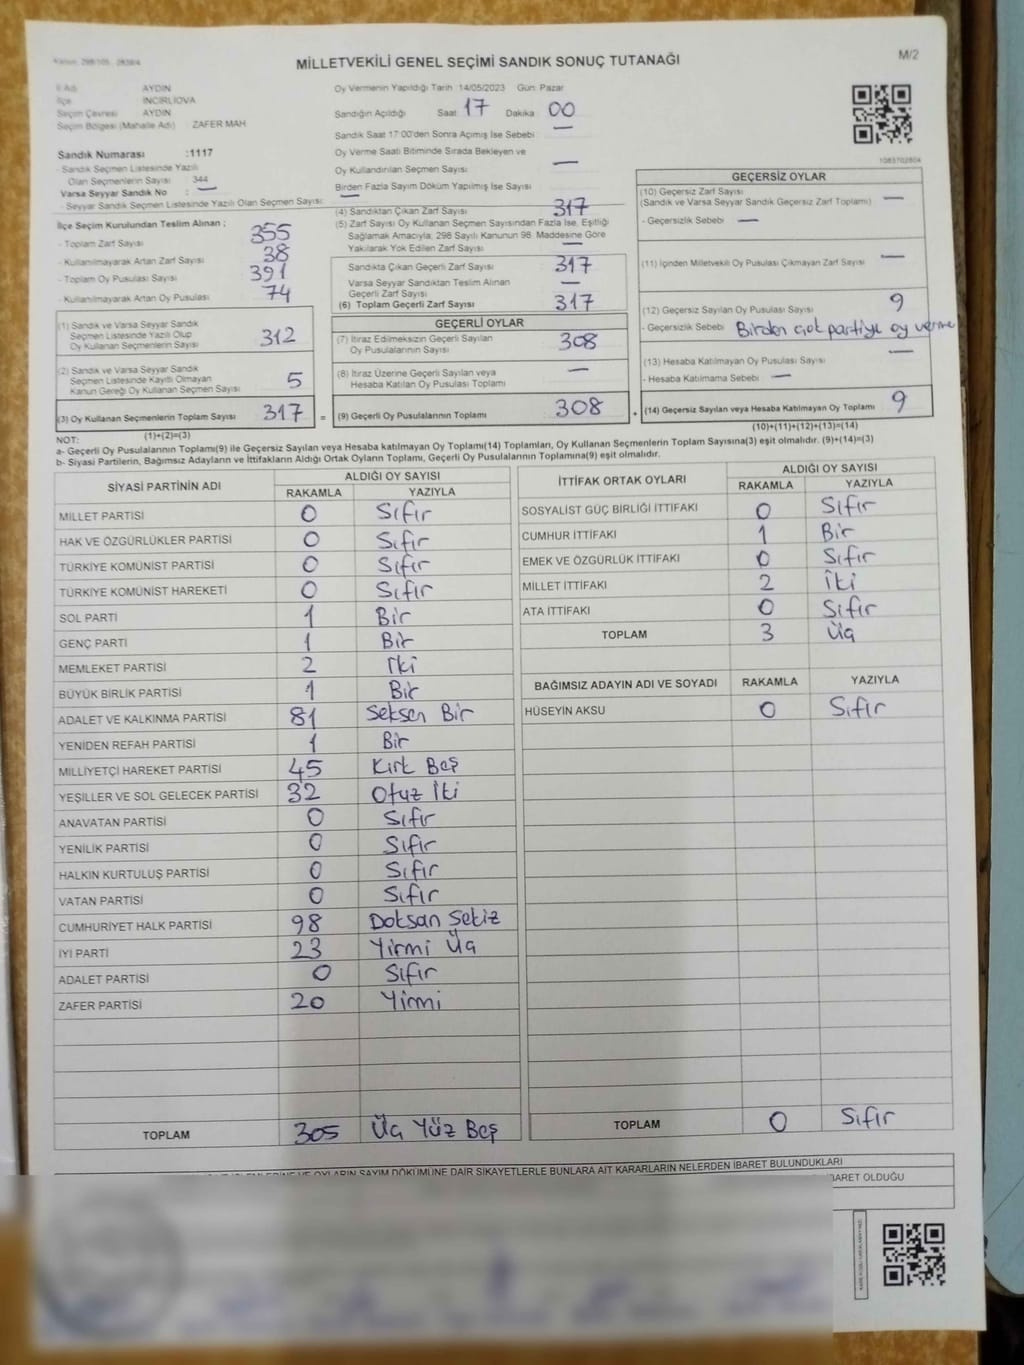 Kanun: 298/105 , 2839/4
MİLLETVEKİLİ GENEL SEÇİMİ SANDIK SONUÇ TUTANAĞI
M/2
İl Adı AYDIN
İlçe İNCİRLİOVA
Seçim Çevresi AYDIN
Seçim Bölgesi (Mahalle Adı) ZAFER MAH
Sandık Numarası :1117
- Sandık Seçmen Listesinde Yazılı
Olan Seçmenlerin Sayısı 344
Varsa Seyyar Sandık No : —
- Seyyar Sandık Seçmen Listesinde Yazılı Olan Seçmen Sayısı: —
Oy Vermenin Yapıldığı Tarih 14/05/2023 Gün: Pazar
Sandığın Açıldığı Saat 17 Dakika 00
Sandık Saat 17:00'den Sonra Açılmış İse Sebebi —
Oy Verme Saati Bitiminde Sırada Bekleyen ve
Oy Kullandırılan Seçmen Sayısı —
Birden Fazla Sayım Döküm Yapılmış İse Sayısı —
1083702804
İlçe Seçim Kurulundan Teslim Alınan :
- Toplam Zarf Sayısı 355
- Kullanılmayarak Artan Zarf Sayısı 38
- Toplam Oy Pusulası Sayısı 391
- Kullanılmayarak Artan Oy Pusulası 74
(4) Sandıktan Çıkan Zarf Sayısı 317
(5) Zarf Sayısı Oy Kullanan Seçmen Sayısından Fazla İse, Eşitliği
Sağlamak Amacıyla, 298 Sayılı Kanunun 98. Maddesine Göre
Yakılarak Yok Edilen Zarf Sayısı —
Sandıkta Çıkan Geçerli Zarf Sayısı 317
Varsa Seyyar Sandıktan Teslim Alınan
Geçerli Zarf Sayısı —
(6) Toplam Geçerli Zarf Sayısı 317
GEÇERSİZ OYLAR
(10) Geçersiz Zarf Sayısı
(Sandık ve Varsa Seyyar Sandık Geçersiz Zarf Toplamı) —
- Geçersizlik Sebebi —
(11) İçinden Milletvekili Oy Pusulası Çıkmayan Zarf Sayısı —
(12) Geçersiz Sayılan Oy Pusulası Sayısı 9
- Geçersizlik Sebebi Birden çok partiye oy verme
(13) Hesaba Katılmayan Oy Pusulası Sayısı —
- Hesaba Katılmama Sebebi —
(1) Sandık ve Varsa Seyyar Sandık
Seçmen Listesinde Yazılı Olup
Oy Kullanan Seçmenlerin Sayısı 312
(2) Sandık ve Varsa Seyyar Sandık
Seçmen Listesinde Kayıtlı Olmayan
Kanun Gereği Oy Kullanan Seçmen Sayısı 5
GEÇERLİ OYLAR
(7) İtiraz Edilmeksizin Geçerli Sayılan
Oy Pusulalarının Sayısı 308
(8) İtiraz Üzerine Geçerli Sayılan veya
Hesaba Katılan Oy Pusulası Toplamı —
(3) Oy Kullanan Seçmenlerin Toplam Sayısı 317 = (9) Geçerli Oy Pusulalarının Toplamı 308 + (14) Geçersiz Sayılan veya Hesaba Katılmayan Oy Toplamı 9
(1)+(2)=(3)
(10)+(11)+(12)+(13)=(14)
NOT:
a- Geçerli Oy Pusulalarının Toplamı(9) ile Geçersiz Sayılan veya Hesaba katılmayan Oy Toplamı(14) Toplamları, Oy Kullanan Seçmenlerin Toplam Sayısına(3) eşit olmalıdır. (9)+(14)=(3)
b- Siyasi Partilerin, Bağımsız Adayların ve İttifakların Aldığı Ortak Oyların Toplamı, Geçerli Oy Pusulalarının Toplamına(9) eşit olmalıdır.
SİYASİ PARTİNİN ADI ALDIĞI OY SAYISI
RAKAMLA YAZIYLA
MİLLET PARTİSİ 0 Sıfır
HAK VE ÖZGÜRLÜKLER PARTİSİ 0 Sıfır
TÜRKİYE KOMÜNİST PARTİSİ 0 Sıfır
TÜRKİYE KOMÜNİST HAREKETİ 0 Sıfır
SOL PARTİ 1 Bir
GENÇ PARTİ 1 Bir
MEMLEKET PARTİSİ 2 İki
BÜYÜK BİRLİK PARTİSİ 1 Bir
ADALET VE KALKINMA PARTİSİ 81 Seksen Bir
YENİDEN REFAH PARTİSİ 1 Bir
MİLLİYETÇİ HAREKET PARTİSİ 45 Kırk Beş
YEŞİLLER VE SOL GELECEK PARTİSİ 32 Otuz İki
ANAVATAN PARTİSİ 0 Sıfır
YENİLİK PARTİSİ 0 Sıfır
HALKIN KURTULUŞ PARTİSİ 0 Sıfır
VATAN PARTİSİ 0 Sıfır
CUMHURİYET HALK PARTİSİ 98 Doksan Sekiz
İYİ PARTİ 23 Yirmi Üç
ADALET PARTİSİ 0 Sıfır
ZAFER PARTİSİ 20 Yirmi
TOPLAM 305 Üç Yüz Beş
İTTİFAK ORTAK OYLARI ALDIĞI OY SAYISI
RAKAMLA YAZIYLA
SOSYALİST GÜÇ BİRLİĞİ İTTİFAKI 0 Sıfır
CUMHUR İTTİFAKI 1 Bir
EMEK VE ÖZGÜRLÜK İTTİFAKI 0 Sıfır
MİLLET İTTİFAKI 2 İki
ATA İTTİFAKI 0 Sıfır
TOPLAM 3 Üç
BAĞIMSIZ ADAYIN ADI VE SOYADI RAKAMLA YAZIYLA
HÜSEYİN AKSU 0 Sıfır
TOPLAM 0 Sıfır
OYLARIN SAYIM DÖKÜMÜNE DAİR ŞİKAYETLERLE BUNLARA AİT KARARLARIN NELERDEN İBARET BULUNDUKLARI
İBARET OLDUĞU